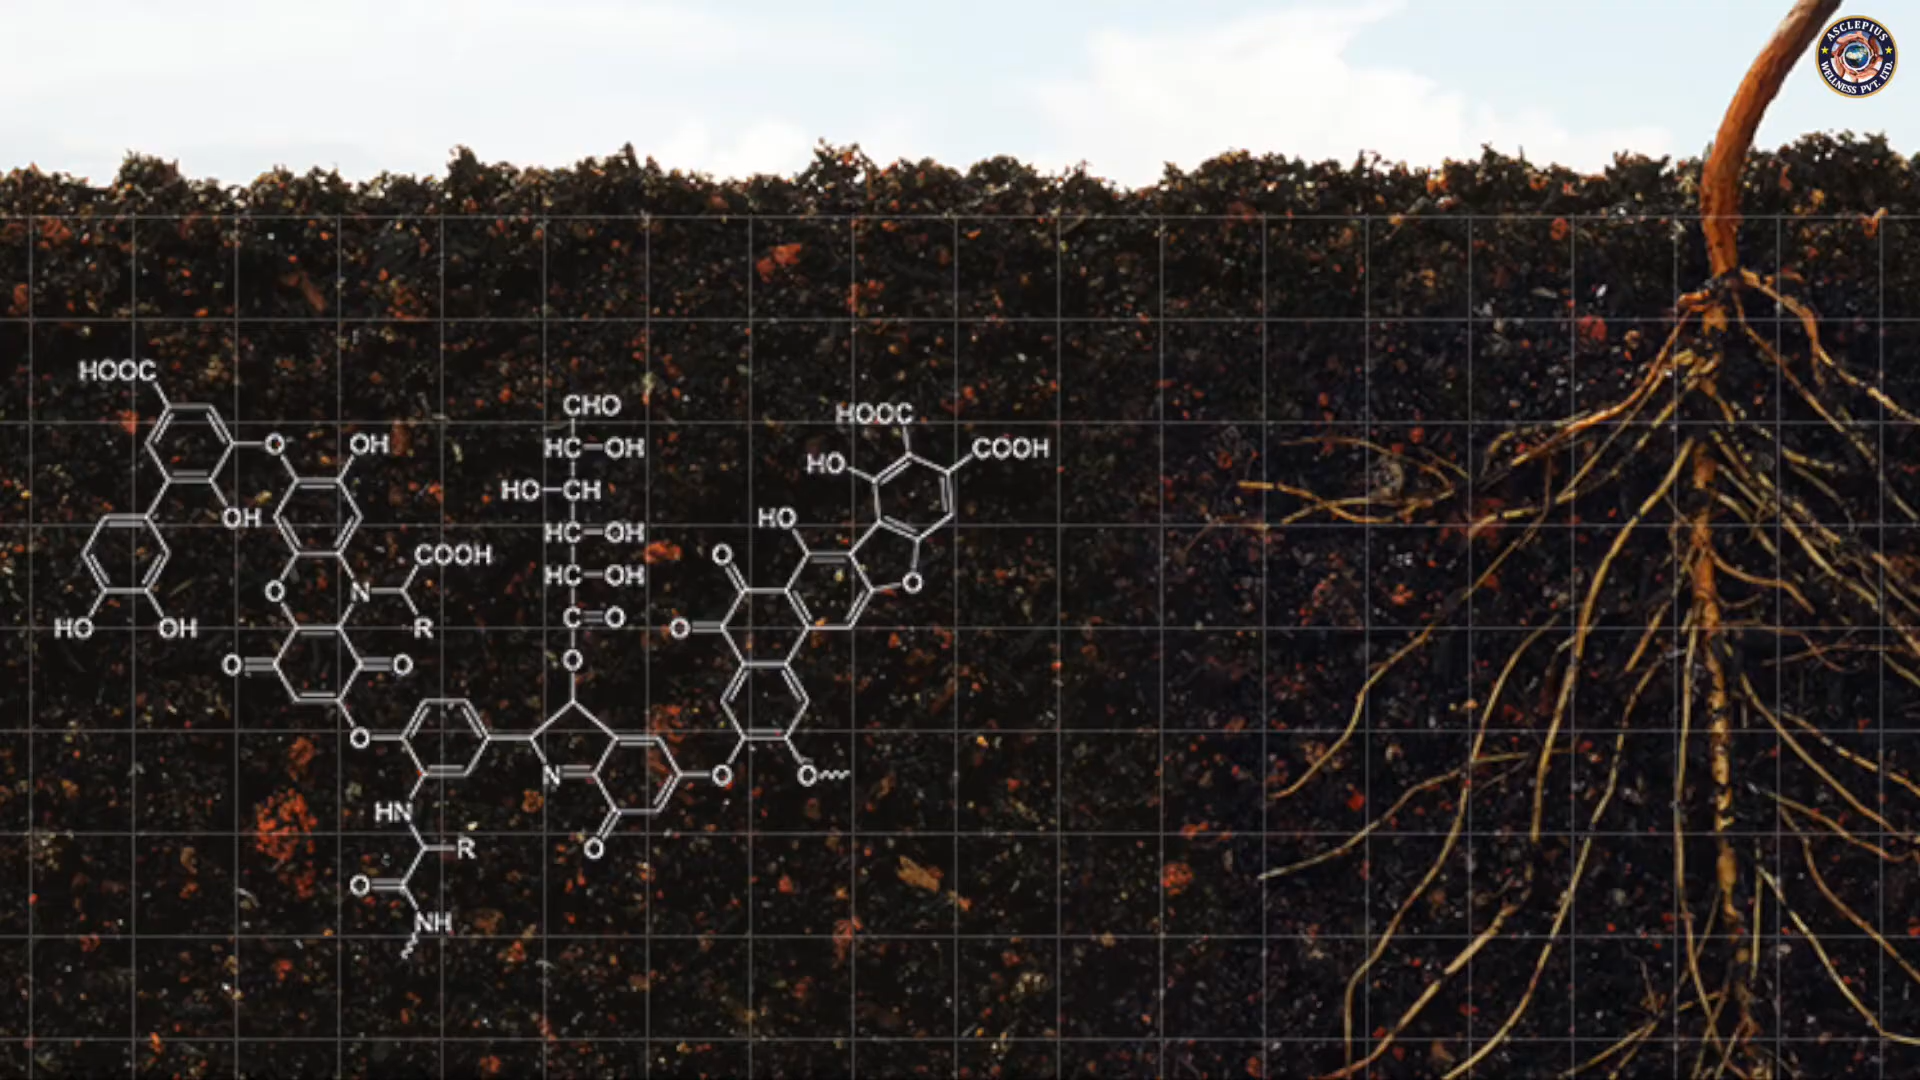 ASCLEPIUS
WELLNESS PVT. LTD.
HOOC
CHO
HOOC
O
OH
HC OH
HO
COOH
HO CH
OH
HO
HC OH
O
COOH
HC OH
O
O
N
C O
O
HO
OH
R
O
O
O
O
O
N
O
O
HN
R
O
O
NH